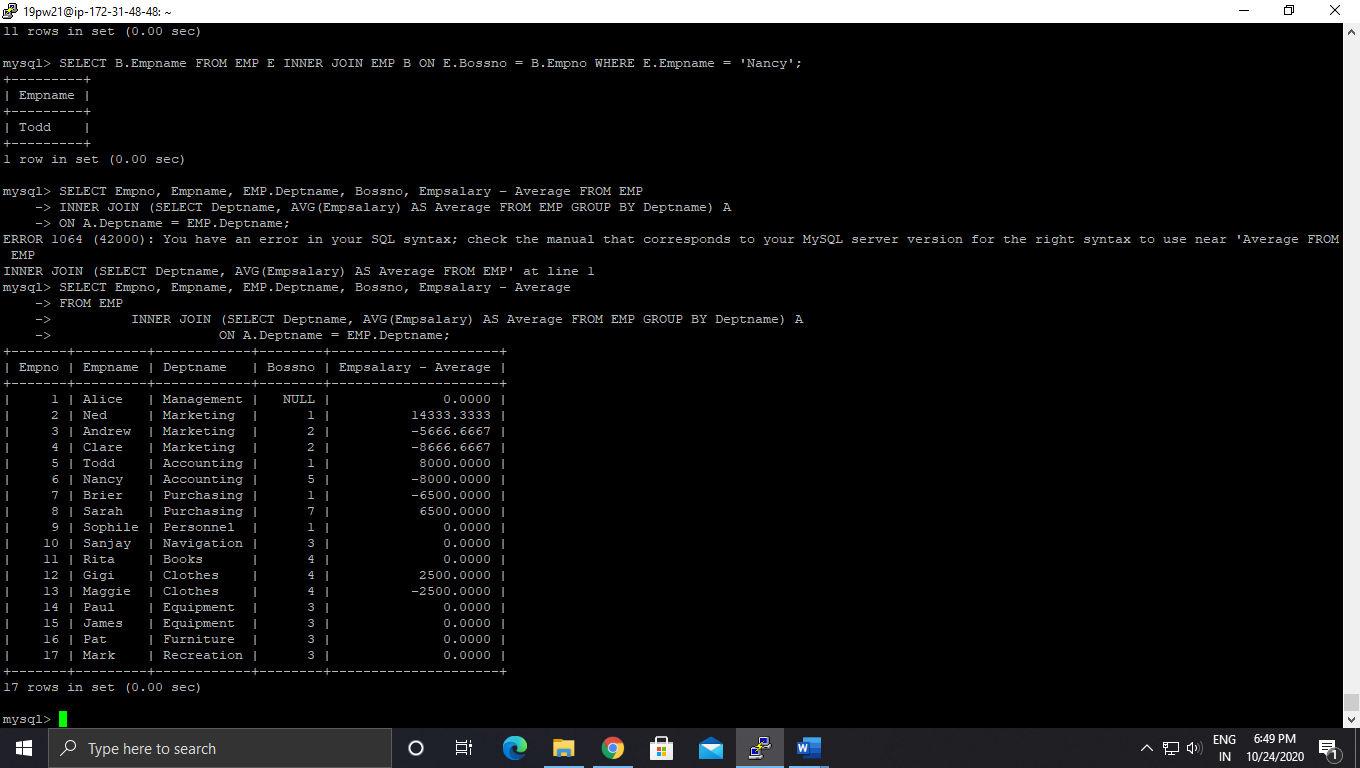 19pw21@ip-172-31-48-48: ~
11 rows in set (0.00 sec)
mysql> SELECT B.Empname FROM EMP E INNER JOIN EMP B ON E.Bossno = B.Empno WHERE E.Empname = 'Nancy';
+---------+
| Empname |
+---------+
| Todd    |
+---------+
1 row in set (0.00 sec)
mysql> SELECT Empno, Empname, EMP.Deptname, Bossno, Empsalary – Average FROM EMP
    -> INNER JOIN (SELECT Deptname, AVG(Empsalary) AS Average FROM EMP GROUP BY Deptname) A
    -> ON A.Deptname = EMP.Deptname;
ERROR 1064 (42000): You have an error in your SQL syntax; check the manual that corresponds to your MySQL server version for the right syntax to use near 'Average FROM
 EMP
INNER JOIN (SELECT Deptname, AVG(Empsalary) AS Average FROM EMP' at line 1
mysql> SELECT Empno, Empname, EMP.Deptname, Bossno, Empsalary - Average
    -> FROM EMP
    ->          INNER JOIN (SELECT Deptname, AVG(Empsalary) AS Average FROM EMP GROUP BY Deptname) A
    ->                     ON A.Deptname = EMP.Deptname;
+-------+---------+------------+--------+---------------------+
| Empno | Empname | Deptname   | Bossno | Empsalary - Average |
+-------+---------+------------+--------+---------------------+
|     1 | Alice   | Management |   NULL |              0.0000 |
|     2 | Ned     | Marketing  |      1 |          14333.3333 |
|     3 | Andrew  | Marketing  |      2 |          -5666.6667 |
|     4 | Clare   | Marketing  |      2 |          -8666.6667 |
|     5 | Todd    | Accounting |      1 |           8000.0000 |
|     6 | Nancy   | Accounting |      5 |          -8000.0000 |
|     7 | Brier   | Purchasing |      1 |          -6500.0000 |
|     8 | Sarah   | Purchasing |      7 |           6500.0000 |
|     9 | Sophile | Personnel  |      1 |              0.0000 |
|    10 | Sanjay  | Navigation |      3 |              0.0000 |
|    11 | Rita    | Books      |      4 |              0.0000 |
|    12 | Gigi    | Clothes    |      4 |           2500.0000 |
|    13 | Maggie  | Clothes    |      4 |          -2500.0000 |
|    14 | Paul    | Equipment  |      3 |              0.0000 |
|    15 | James   | Equipment  |      3 |              0.0000 |
|    16 | Pat     | Furniture  |      3 |              0.0000 |
|    17 | Mark    | Recreation |      3 |              0.0000 |
+-------+---------+------------+--------+---------------------+
17 rows in set (0.00 sec)
mysql>
Type here to search
ENG 6:49 PM
IN 10/24/2020 1